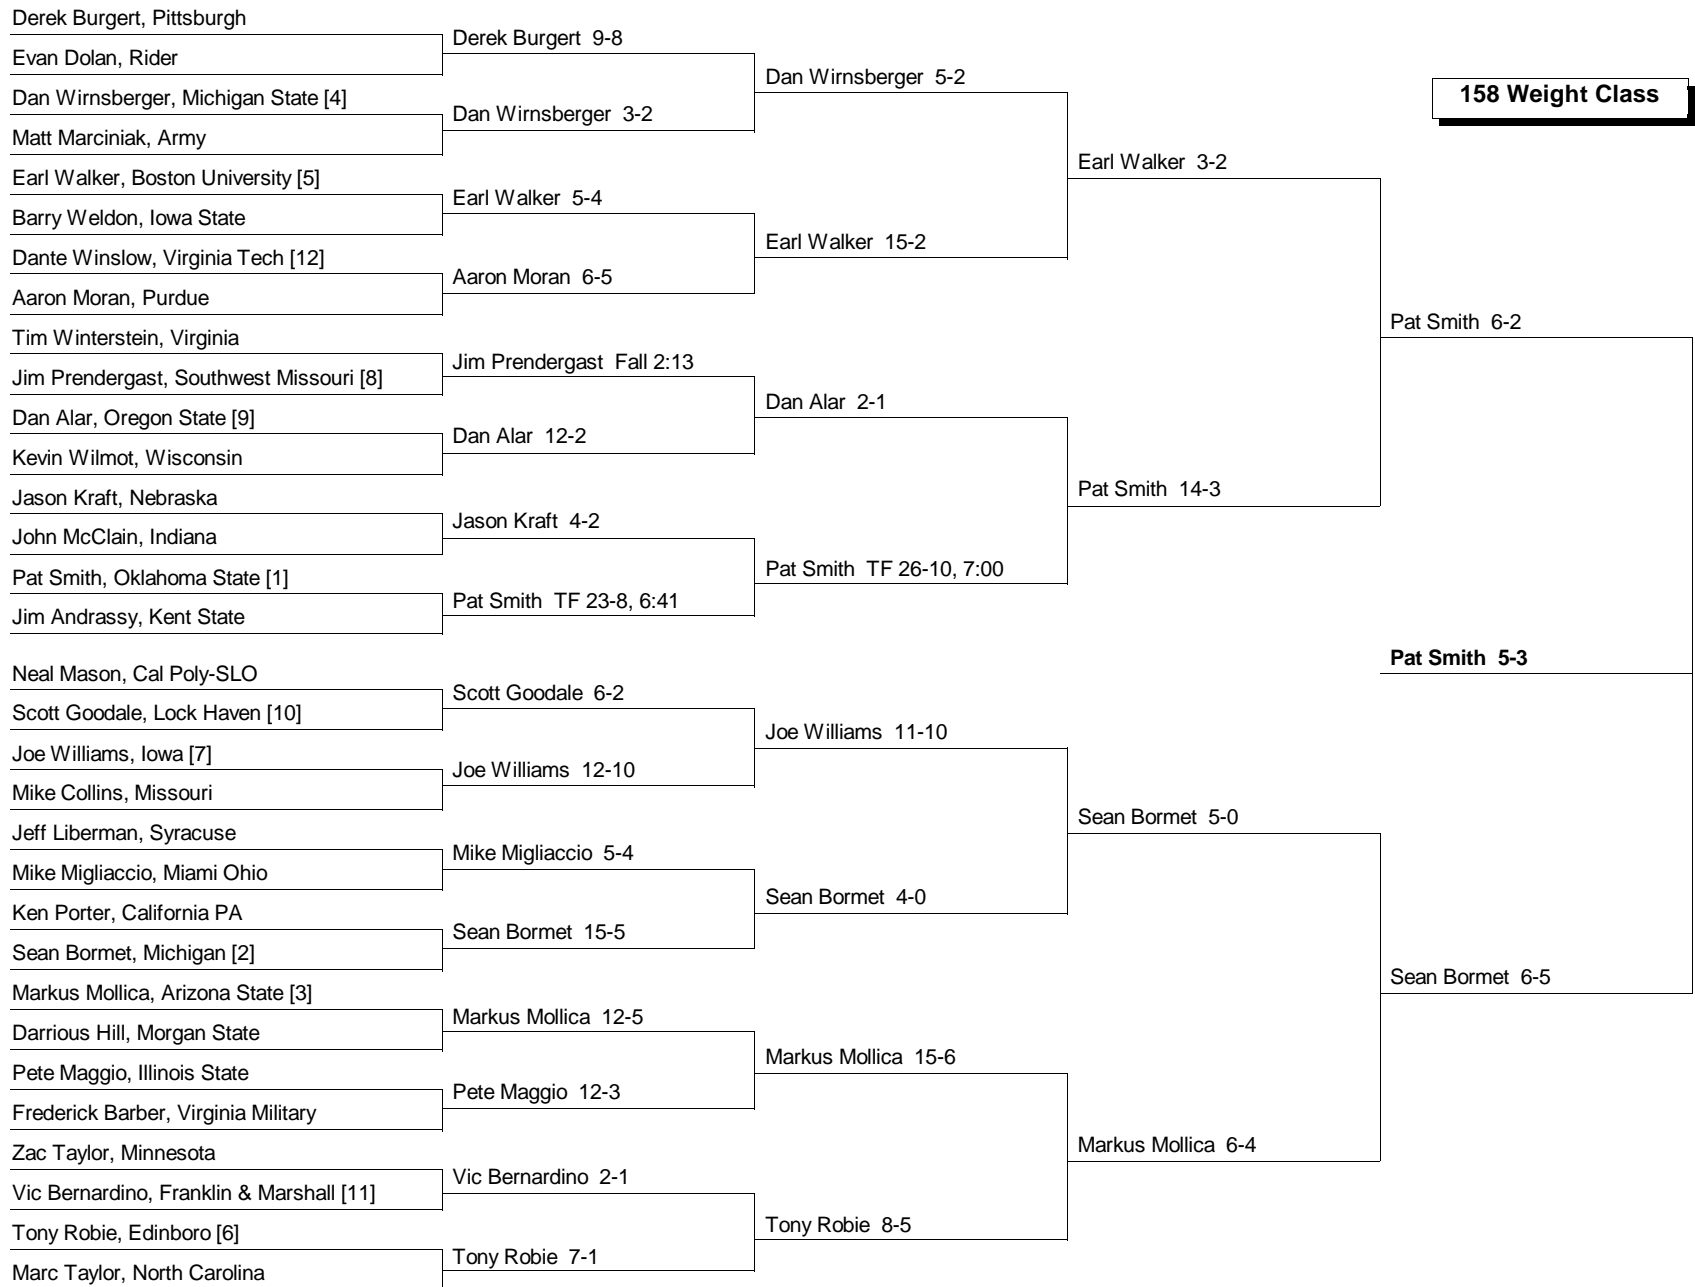 Derek Burgert, Pittsburgh
Evan Dolan, Rider
Dan Wirnsberger, Michigan State [4]
Matt Marciniak, Army
Earl Walker, Boston University [5]
Barry Weldon, Iowa State
Dante Winslow, Virginia Tech [12]
Aaron Moran, Purdue
Tim Winterstein, Virginia
Jim Prendergast, Southwest Missouri [8]
Dan Alar, Oregon State [9]
Kevin Wilmot, Wisconsin
Jason Kraft, Nebraska
John McClain, Indiana
Pat Smith, Oklahoma State [1]
Jim Andrassy, Kent State
Neal Mason, Cal Poly-SLO
Scott Goodale, Lock Haven [10]
Joe Williams, Iowa [7]
Mike Collins, Missouri
Jeff Liberman, Syracuse
Mike Migliaccio, Miami Ohio
Ken Porter, California PA
Sean Bormet, Michigan [2]
Markus Mollica, Arizona State [3]
Darrious Hill, Morgan State
Pete Maggio, Illinois State
Frederick Barber, Virginia Military
Zac Taylor, Minnesota
Vic Bernardino, Franklin & Marshall [11]
Tony Robie, Edinboro [6]
Marc Taylor, North Carolina
Derek Burgert 9-8
Dan Wirnsberger 3-2
Earl Walker 5-4
Aaron Moran 6-5
Jim Prendergast Fall 2:13
Dan Alar 12-2
Jason Kraft 4-2
Pat Smith TF 23-8, 6:41
Scott Goodale 6-2
Joe Williams 12-10
Mike Migliaccio 5-4
Sean Bormet 15-5
Markus Mollica 12-5
Pete Maggio 12-3
Vic Bernardino 2-1
Tony Robie 7-1
Dan Wirnsberger 5-2
Earl Walker 15-2
Dan Alar 2-1
Pat Smith TF 26-10, 7:00
Joe Williams 11-10
Sean Bormet 4-0
Markus Mollica 15-6
Tony Robie 8-5
Earl Walker 3-2
Pat Smith 14-3
Sean Bormet 5-0
Markus Mollica 6-4
158 Weight Class
Pat Smith 6-2
Pat Smith 5-3
Sean Bormet 6-5